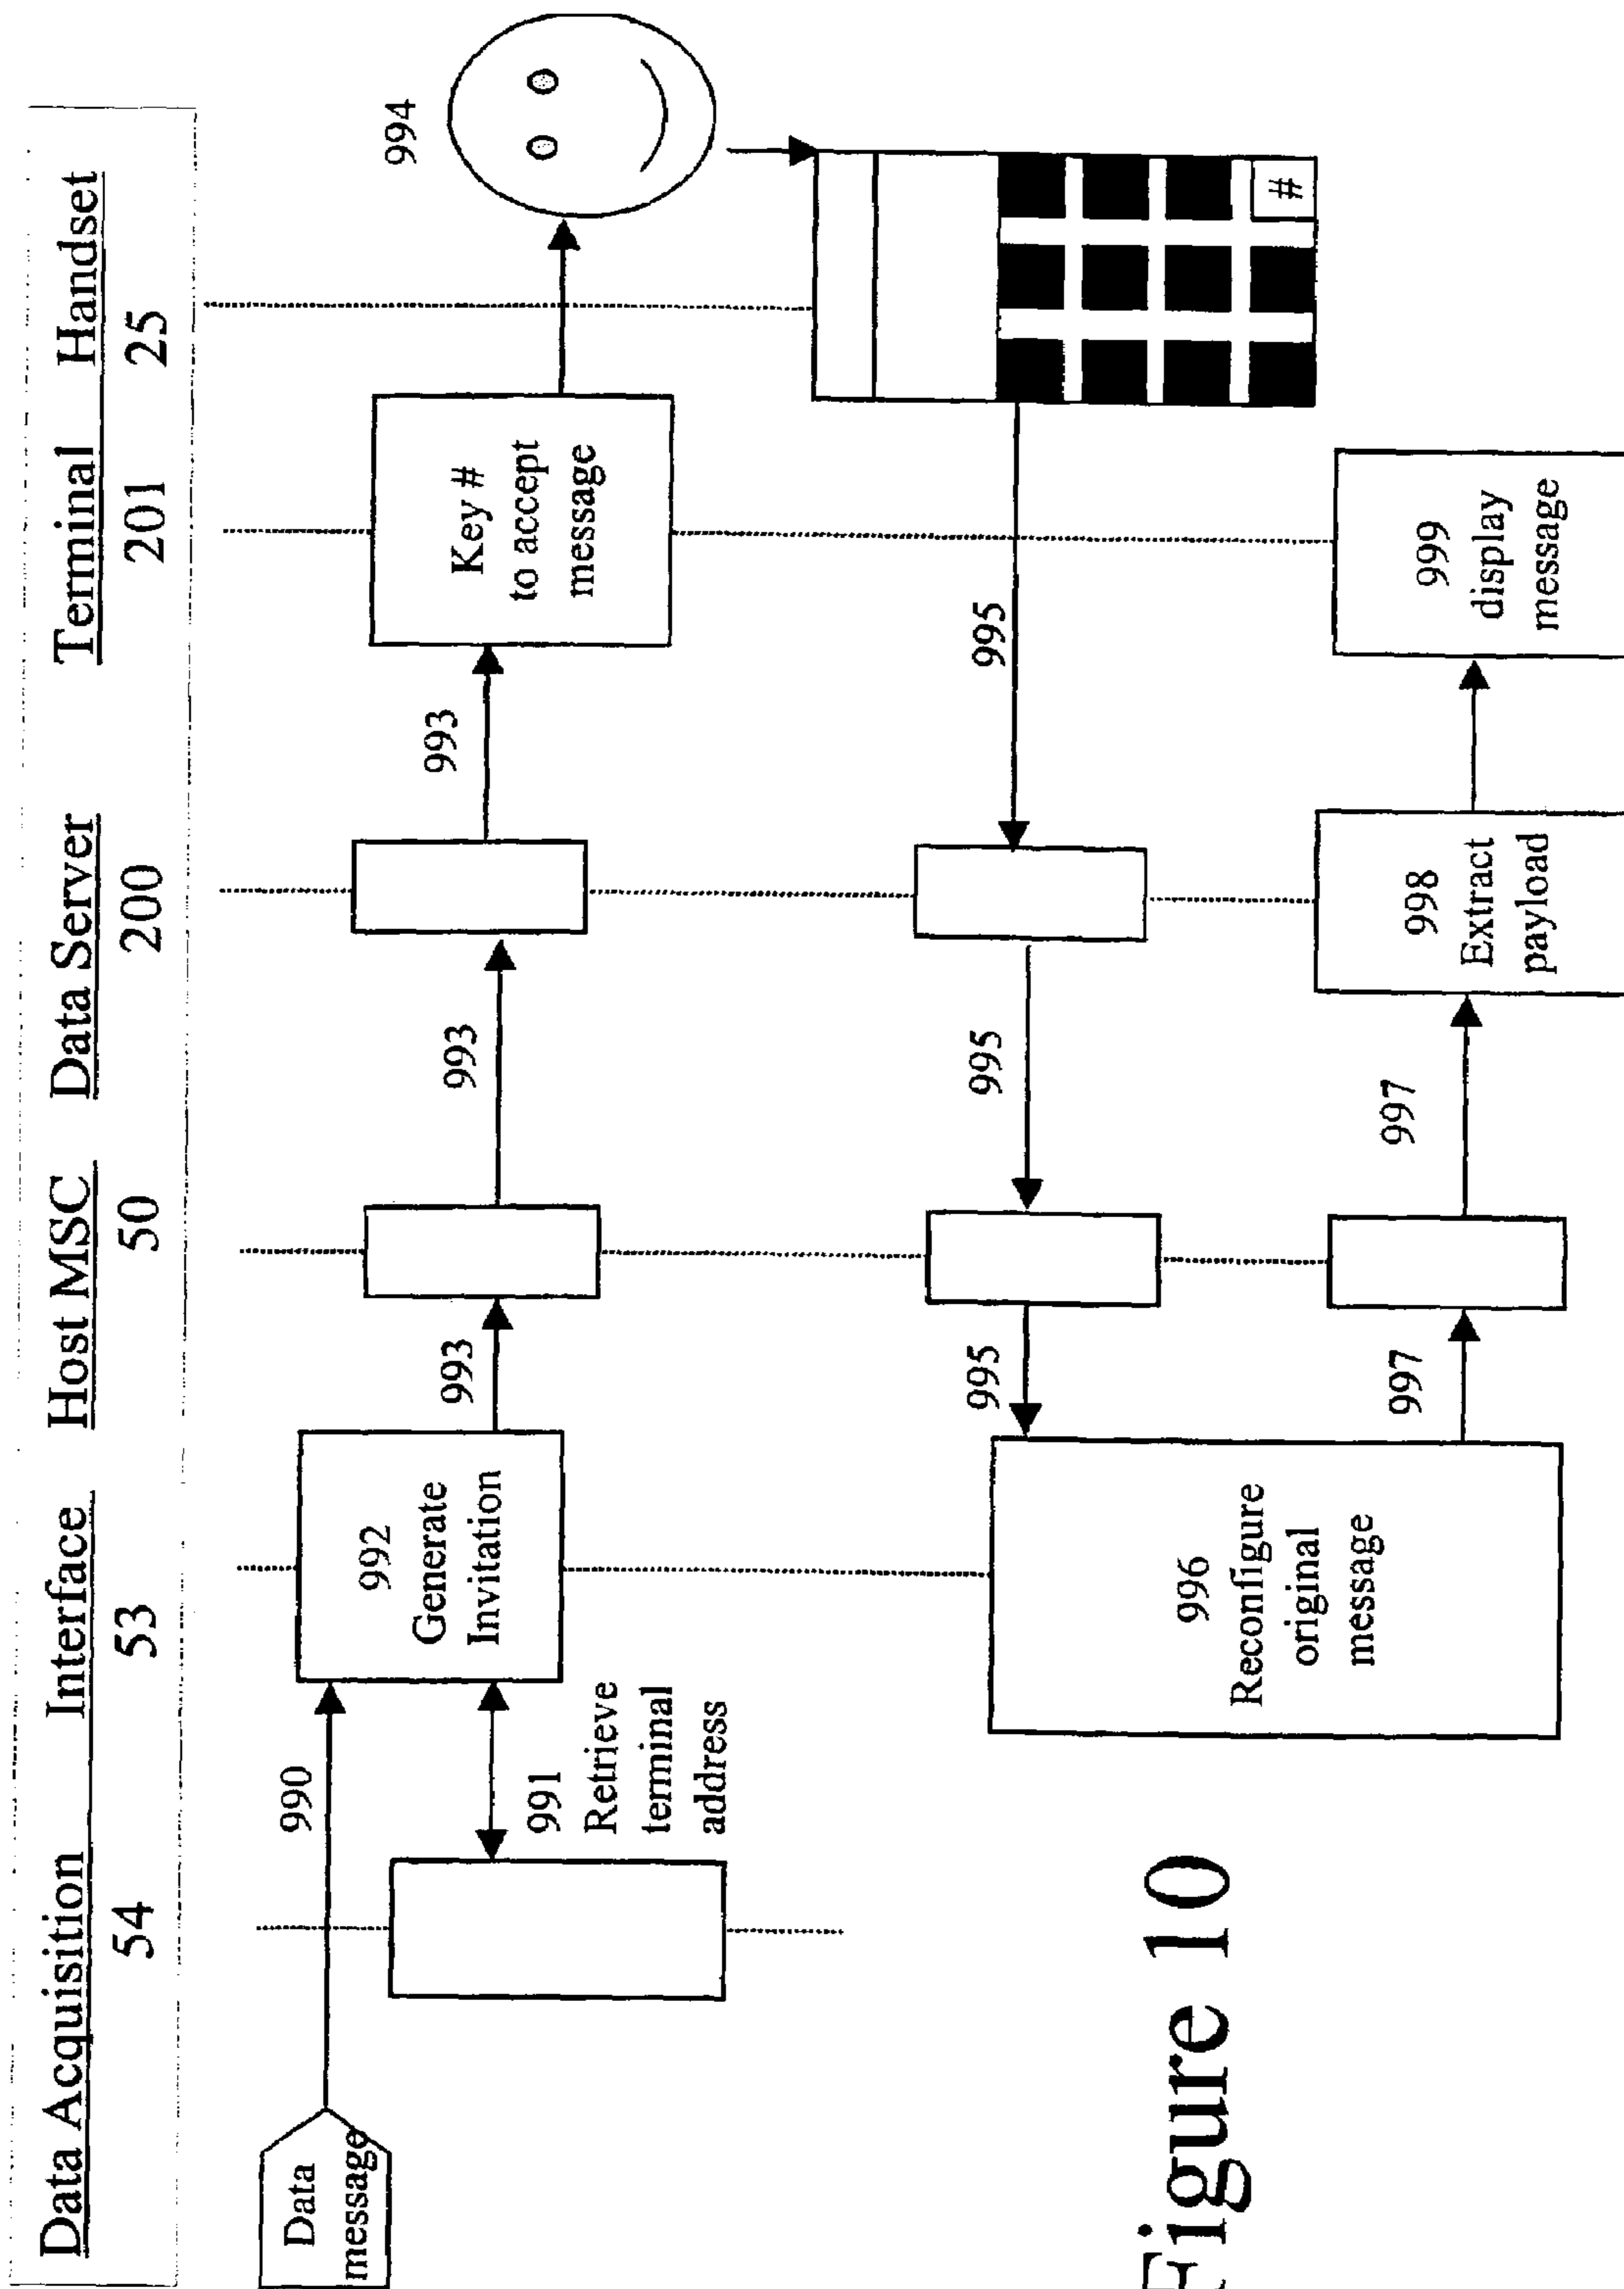 Data Acquisition Interface Host MSC Data Server Terminal Handset
54 53 50 200 201 25
Data
message
990
991
Retrieve
terminal
address
992
Generate
Invitation
993
993
993
Key #
to accept
message
994
#
995
995
995
996
Reconfigure
original
message
997
997
998
Extract
payload
999
display
message
Figure 10